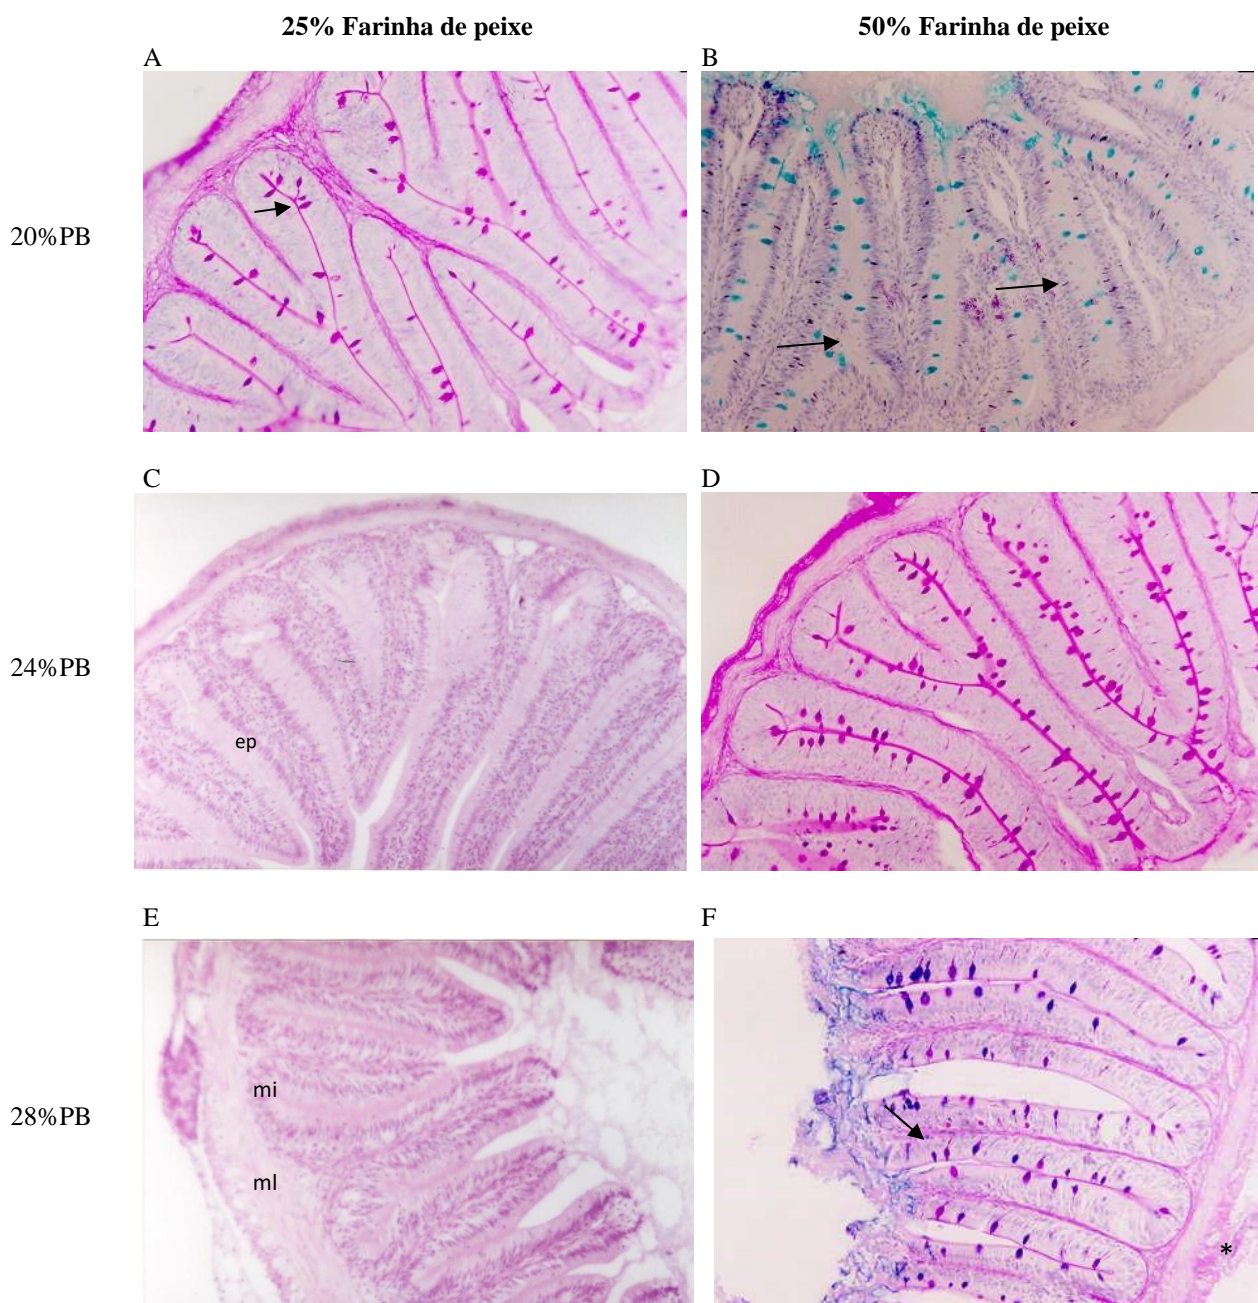 25% Farinha de peixe
50% Farinha de peixe
A
B
20%PB
C
D
24%PB
ep
E
F
28%PB
mi
ml
*